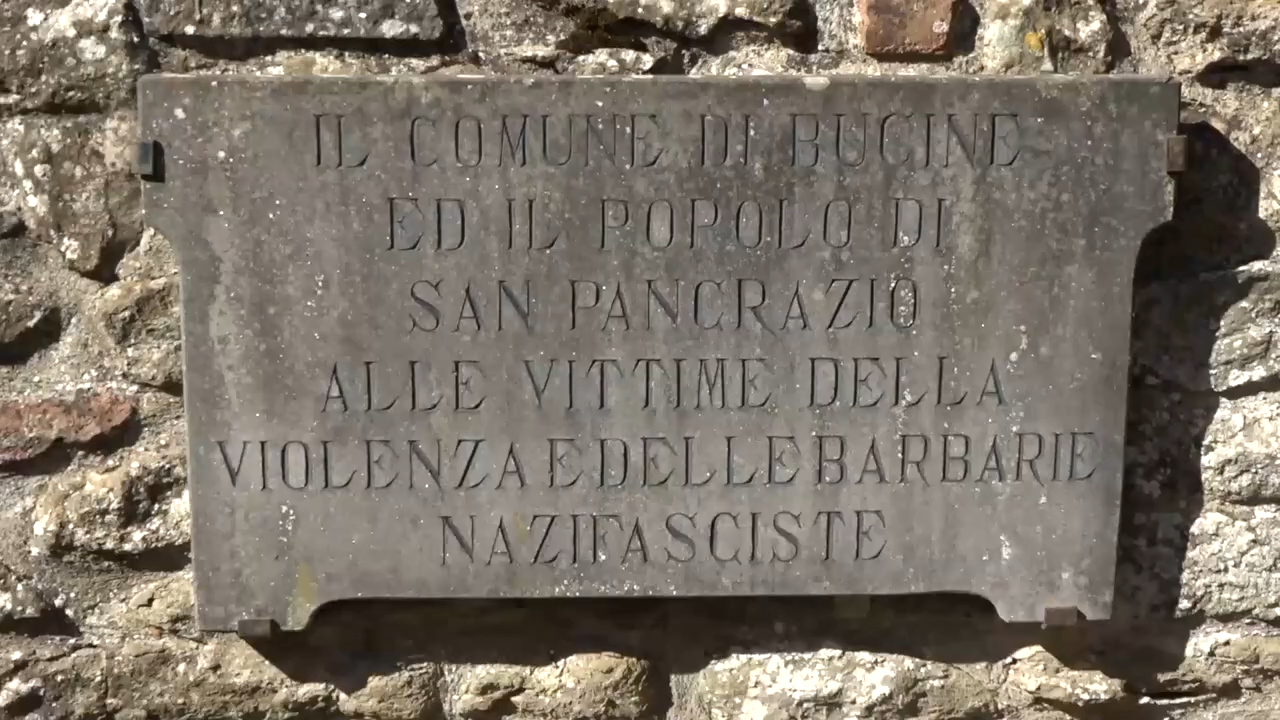 IL COMUNE DI BUCINE
ED IL POPOLO DI
SAN PANCRAZIO
ALLE VITTIME DELLA
VIOLENZA E DELLE BARBARIE
NAZIFASCISTE